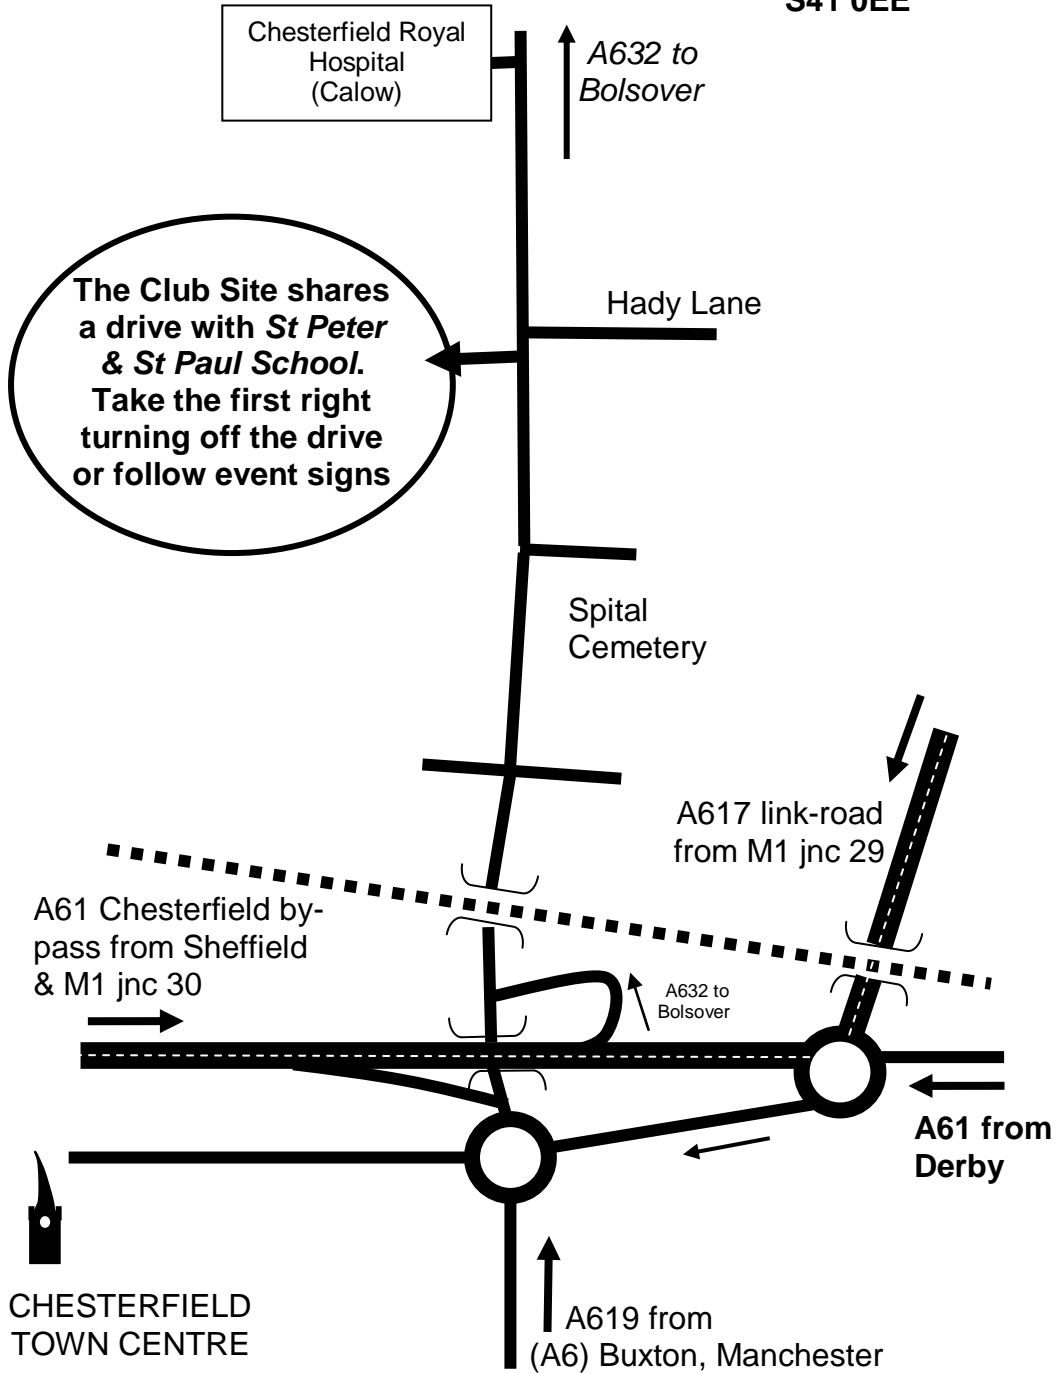 S41 0EE
Chesterfield Royal
Hospital
(Calow)
A632 to
Bolsover
The Club Site shares
a drive with St Peter
& St Paul School.
Take the first right
turning off the drive
or follow event signs
Hady Lane
Spital
Cemetery
A617 link-road
from M1 jnc 29
A61 Chesterfield by-
pass from Sheffield
& M1 jnc 30
A632 to
Bolsover
A61 from
Derby
CHESTERFIELD
TOWN CENTRE
A619 from
(A6) Buxton, Manchester